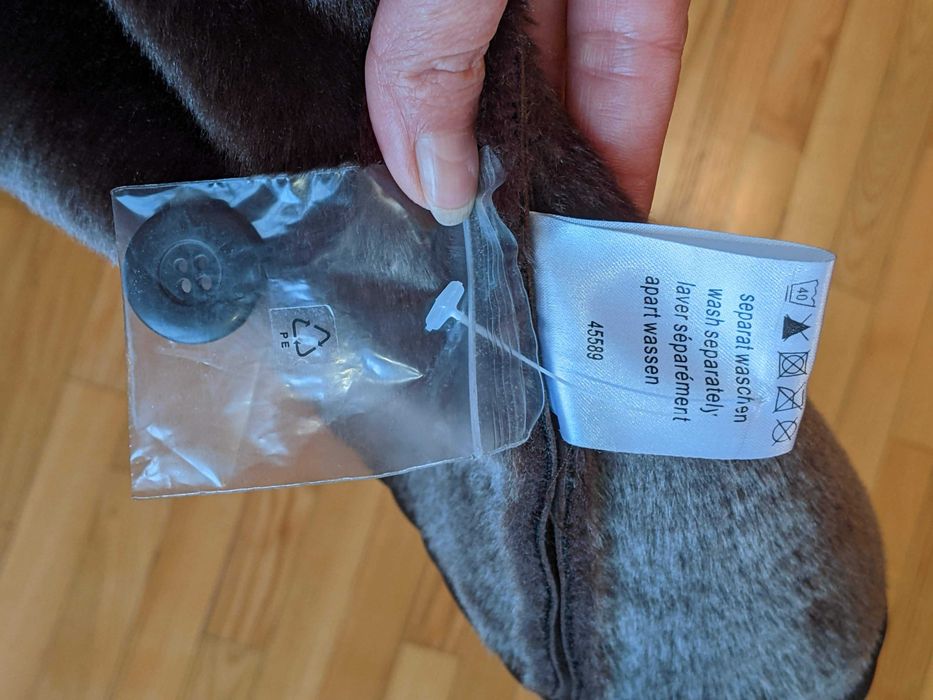 40
separat waschen
wash separately
laver séparément
apart wassen
45589
PE